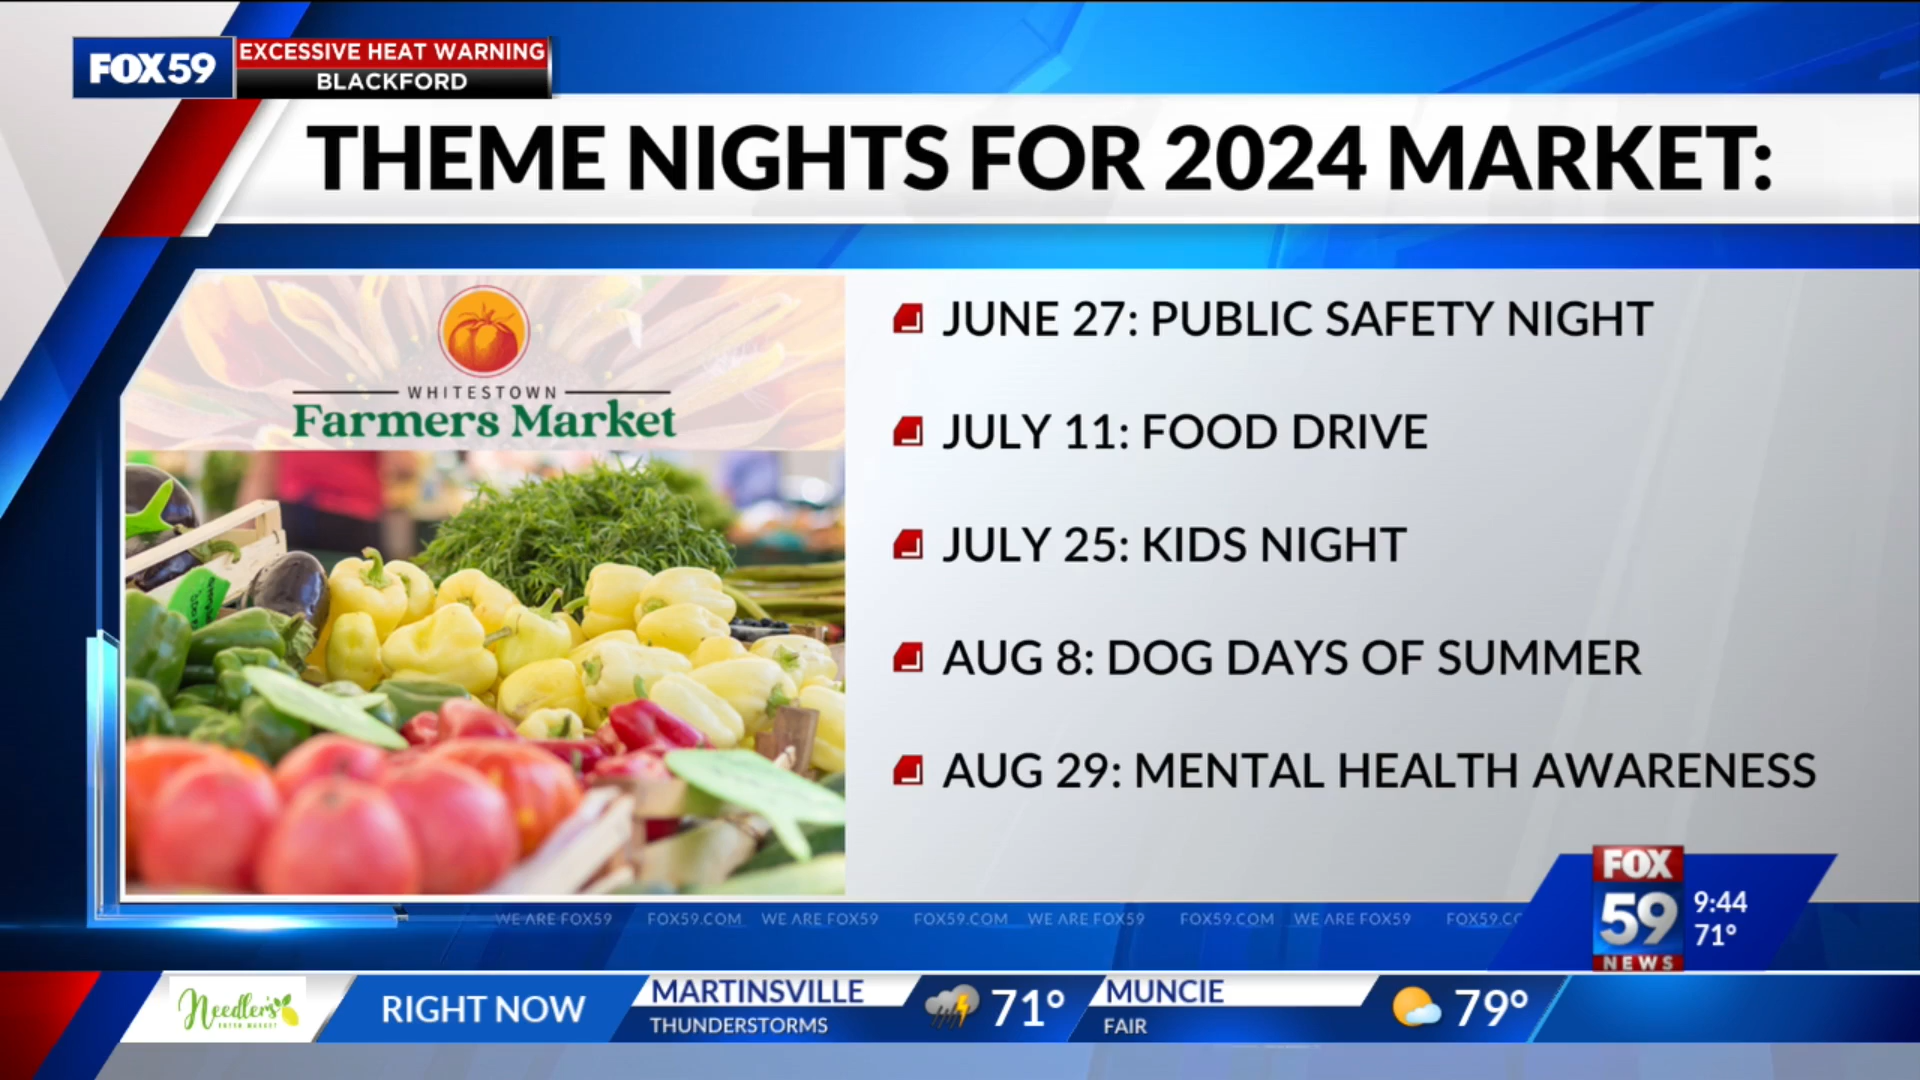 FOX59
EXCESSIVE HEAT WARNING
BLACKFORD
THEME NIGHTS FOR 2024 MARKET:
WHITESTOWN
Farmers Market
JUNE 27: PUBLIC SAFETY NIGHT
JULY 11: FOOD DRIVE
JULY 25: KIDS NIGHT
AUG 8: DOG DAYS OF SUMMER
AUG 29: MENTAL HEALTH AWARENESS
WE ARE FOX59 FOX59.COM WE ARE FOX59 FOX59.COM WE ARE FOX59 FOX59.COM WE ARE FOX59 FOX59.C
FOX
59
NEWS
9:44
71°
Needler's
FRESH MARKET
RIGHT NOW
MARTINSVILLE
THUNDERSTORMS
71°
MUNCIE
FAIR
79°